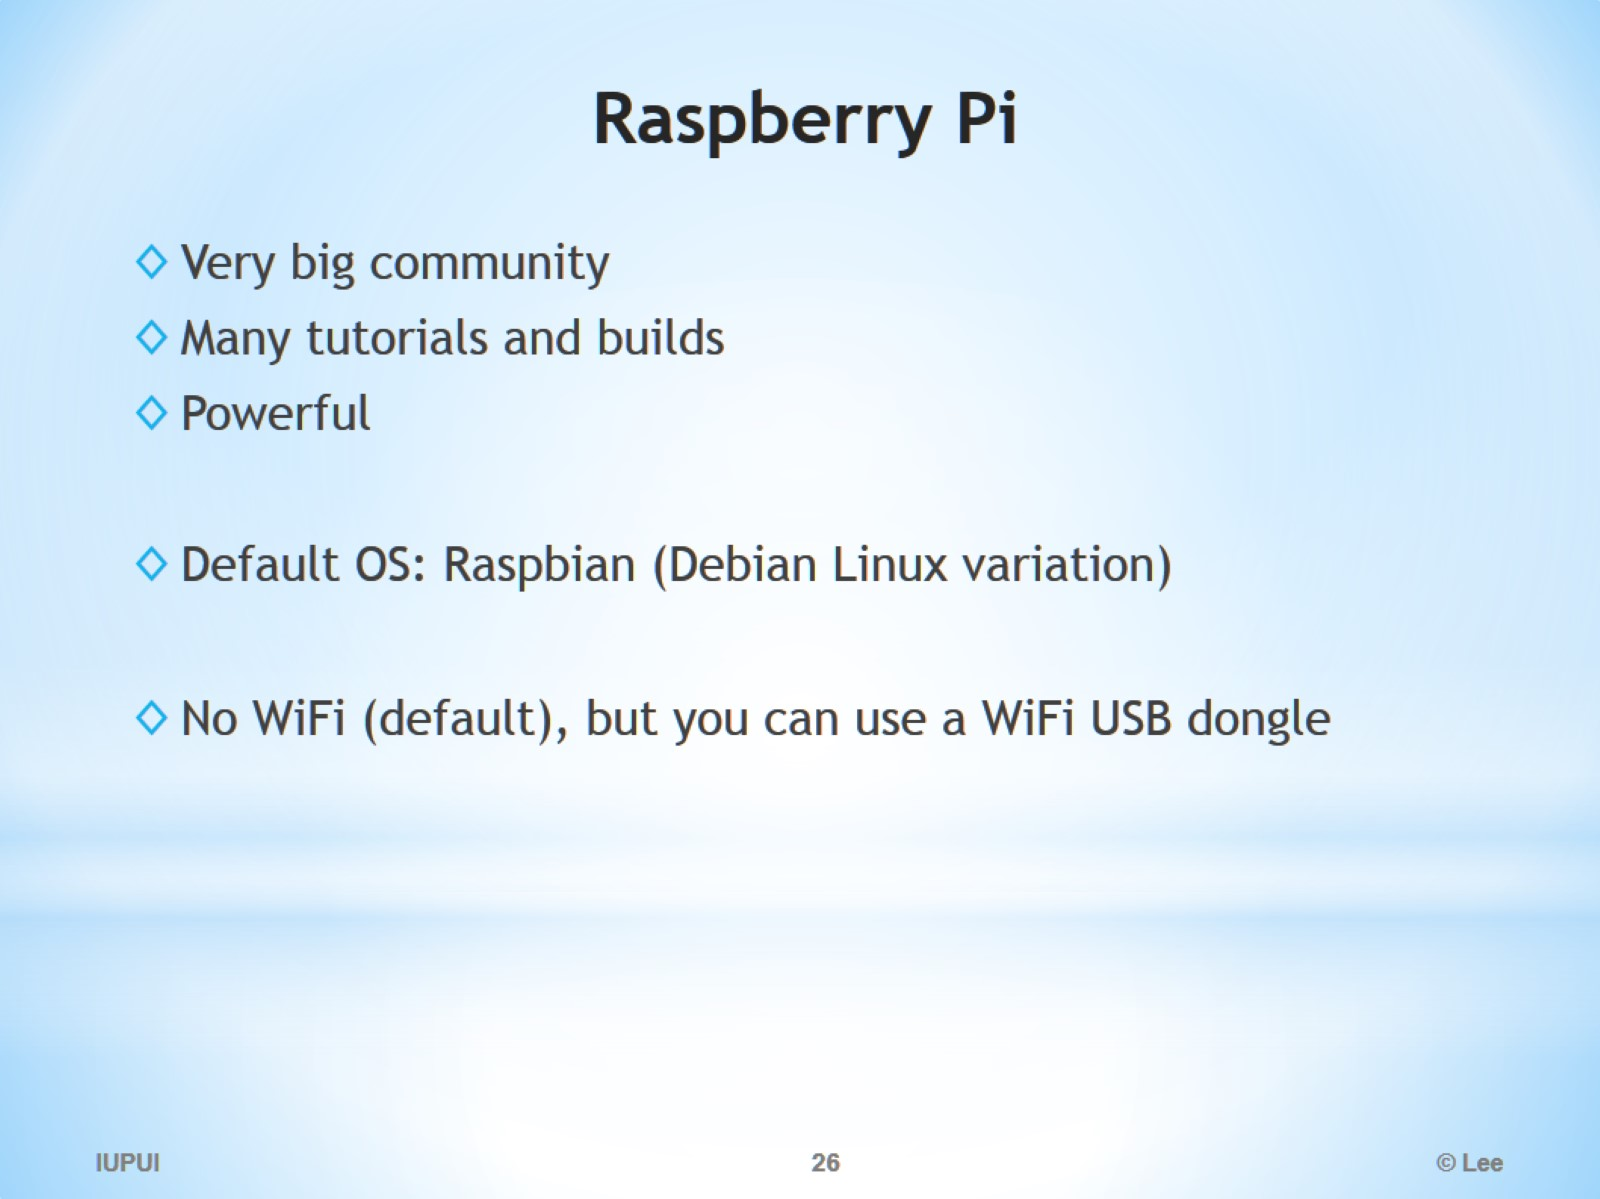 Raspberry Pi
◇ Very big community
◇ Many tutorials and builds
◇ Powerful
◇ Default OS: Raspbian (Debian Linux variation)
◇ No WiFi (default), but you can use a WiFi USB dongle
IUPUI 26 © Lee